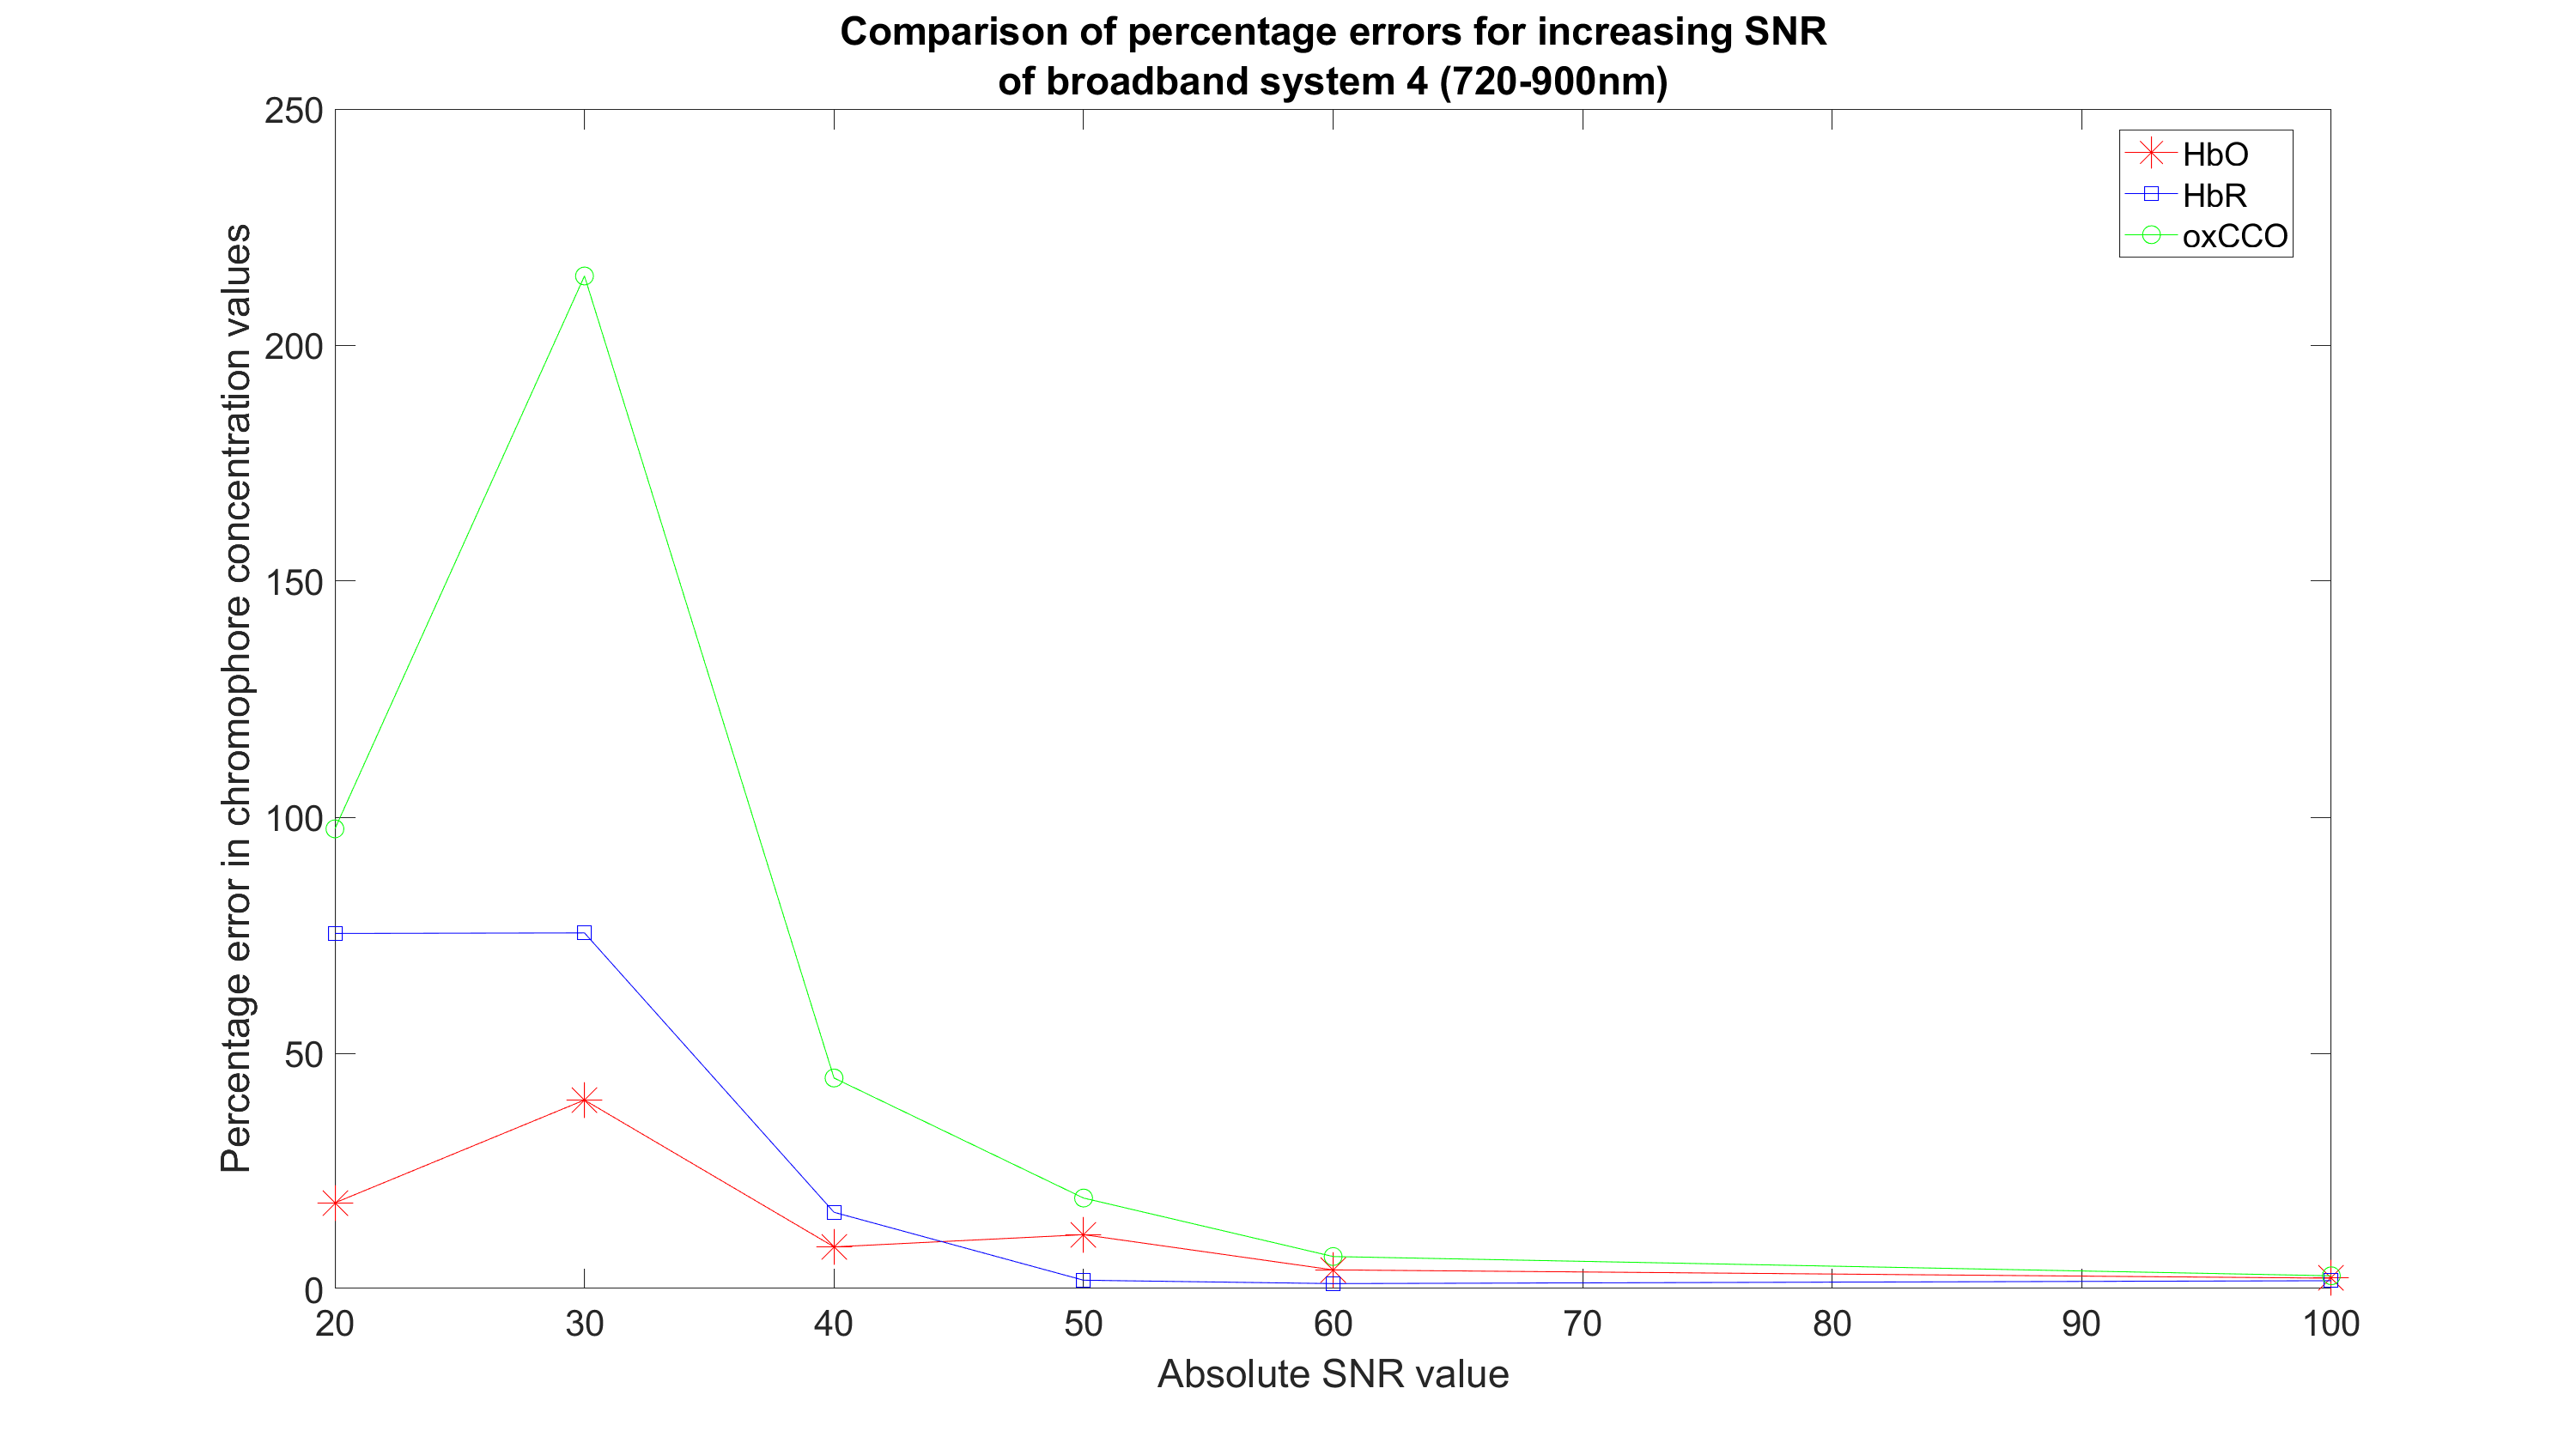 Comparison of percentage errors for increasing SNR
of broadband system 4 (720-900nm)
Percentage error in chromophore concentration values
250
200
150
100
50
0
HbO
HbR
oxCCO
20 30 40 50 60 70 80 90 100
Absolute SNR value